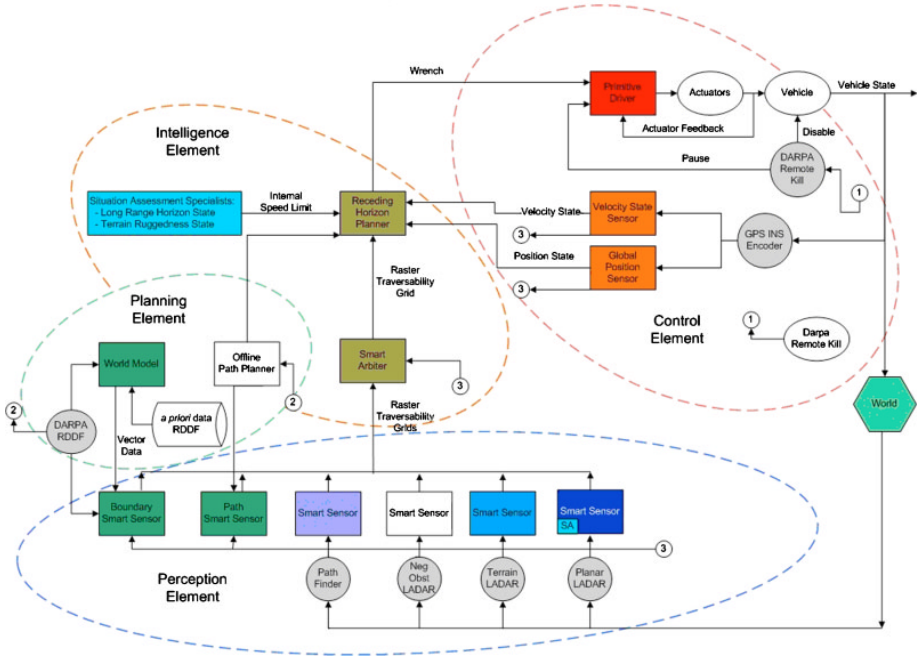 Wrench
Primitive
Driver
Actuators
Vehicle
Vehicle State
Actuator Feedback
Disable
Pause
DARPA
Remote
Kill
1
Intelligence
Element
Situation Assessment Specialists:
- Long Range Horizon State
- Terrain Ruggedness State
Internal
Speed Limit
Receding
Horizon
Planner
Velocity State
3
Velocity State
Sensor
GPS INS
Encoder
Position State
3
Global
Position
Sensor
Raster
Traversability
Grid
Control
Element
1
Darpa
Remote Kill
Planning
Element
World Model
Offline
Path Planner
Smart
Arbiter
3
World
2
DARPA
RDDF
a priori data
RDDF
2
Vector
Data
Raster
Traversability
Grids
Boundary
Smart Sensor
Path
Smart Sensor
Smart Sensor
Smart Sensor
Smart Sensor
Smart Sensor
SA
3
Perception
Element
Path
Finder
Neg
Obst
LADAR
Terrain
LADAR
Planar
LADAR